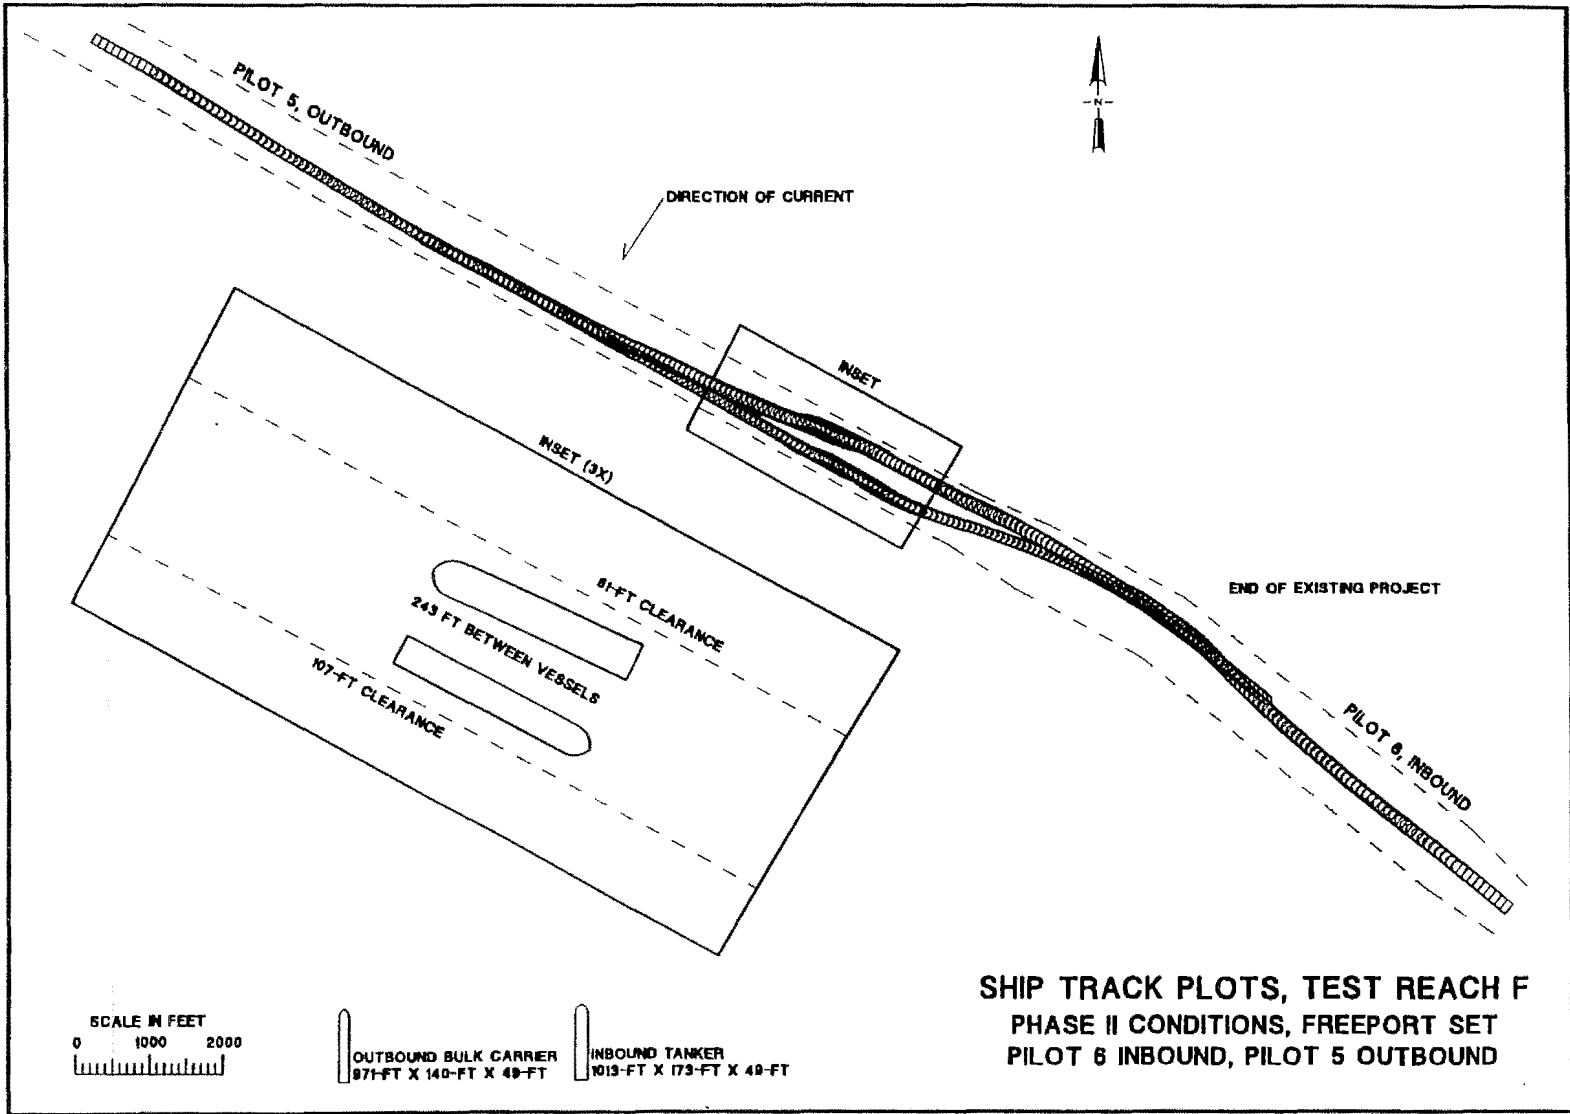 PILOT 5, OUTBOUND
N
DIRECTION OF CURRENT
INSET
INSET (3X)
END OF EXISTING PROJECT
81-FT CLEARANCE
243 FT BETWEEN VESSELS
107-FT CLEARANCE
PILOT 6, INBOUND
SHIP TRACK PLOTS, TEST REACH F
PHASE II CONDITIONS, FREEPORT SET
PILOT 6 INBOUND, PILOT 5 OUTBOUND
SCALE IN FEET
0 1000 2000
OUTBOUND BULK CARRIER
971-FT X 140-FT X 49-FT
INBOUND TANKER
1013-FT X 173-FT X 49-FT